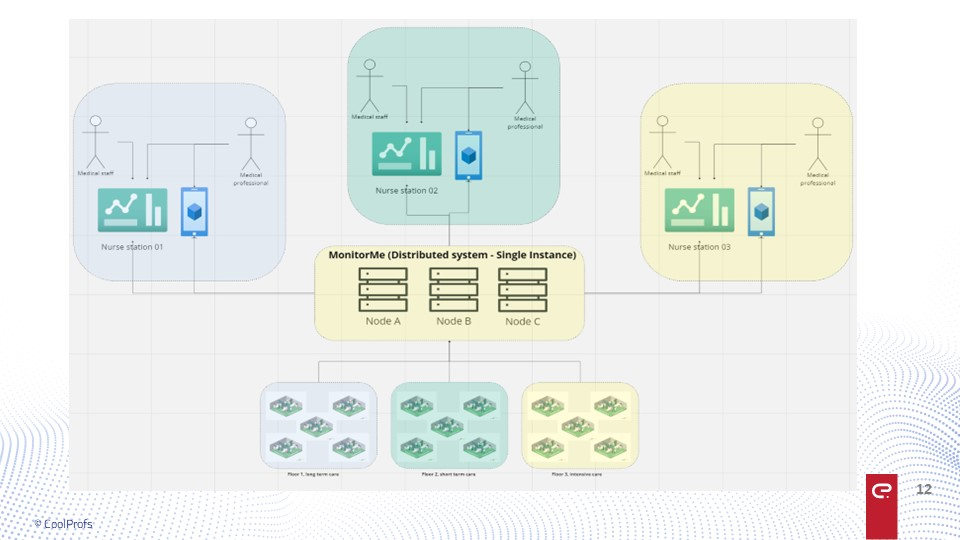 Medical staff
Medical
professional
Nurse station 02
Medical staff
Medical
professional
Nurse station 01
Medical staff
Medical
professional
Nurse station 03
MonitorMe (Distributed system - Single Instance)
Node A
Node B
Node C
Floor 1, long term care
Floor 2, short term care
Floor 3, intensive care
12
© CoolProfs